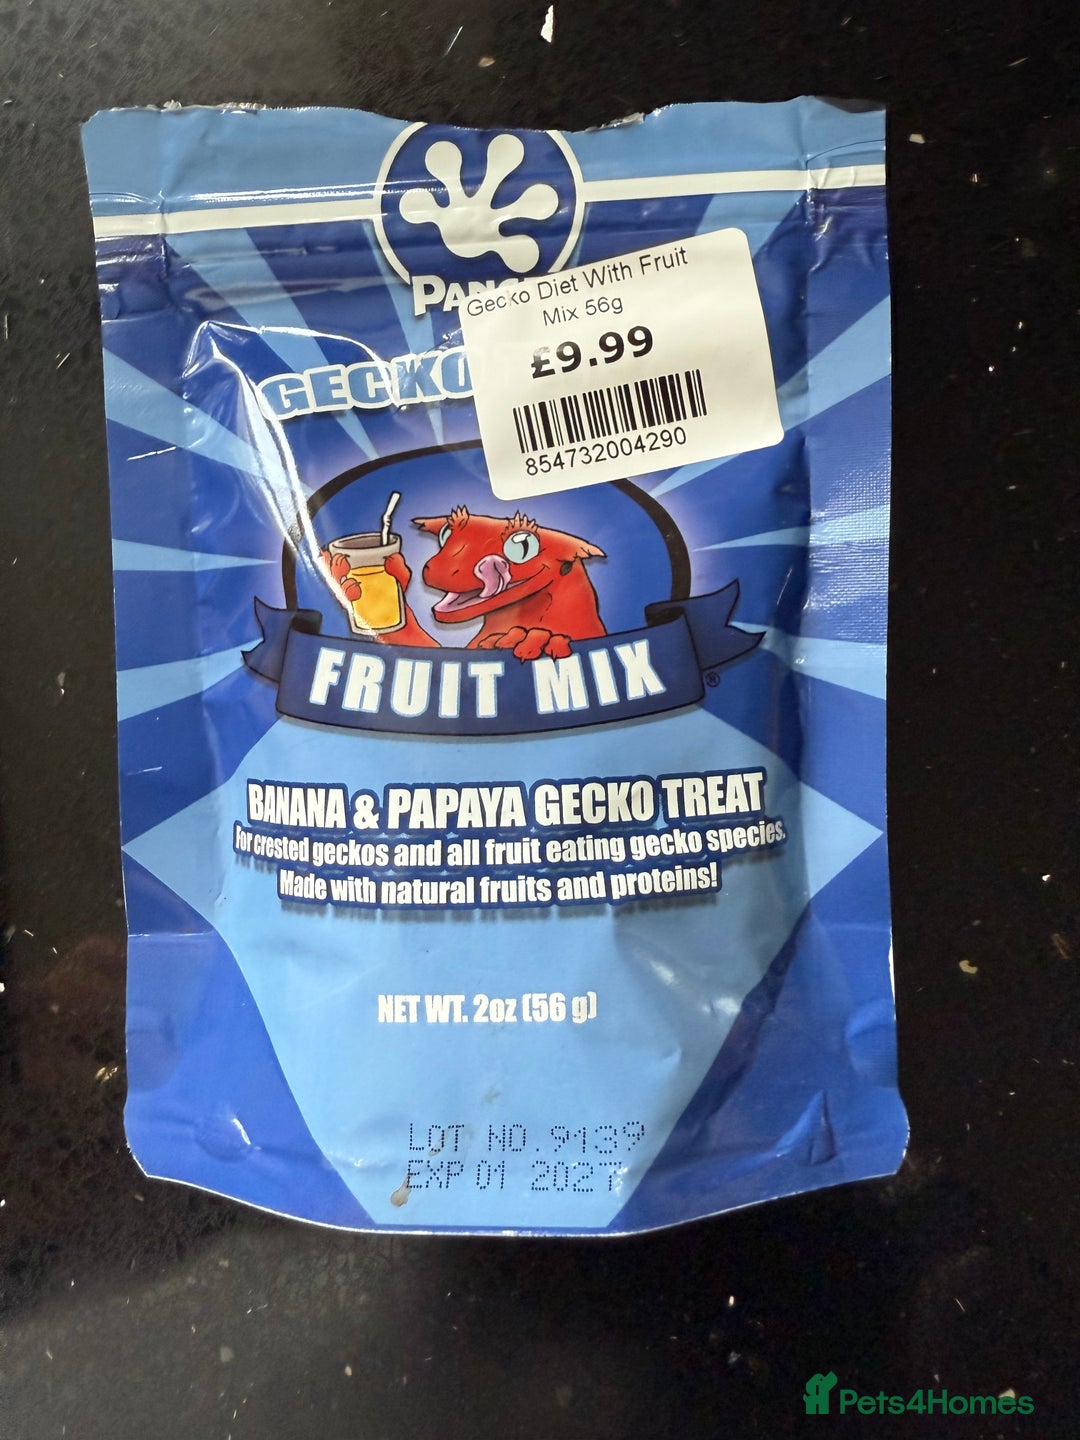 Gecko Diet With Fruit
Mix 56g
£9.99
854732004290
GECKO
FRUIT MIX
®
BANANA & PAPAYA GECKO TREAT
For crested geckos and all fruit eating gecko species.
Made with natural fruits and proteins!
NET WT. 2oz (56 g)
LOT NO. 9139
EXP 01 2027
Pets4Homes